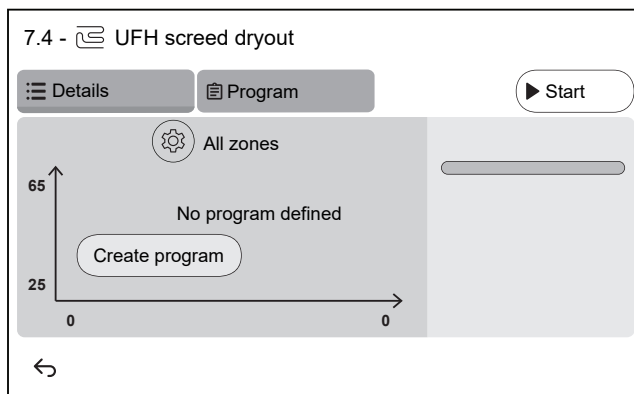 7.4 - UFH screed dryout
Details
Program
Start
All zones
65
No program defined
Create program
25
0
0